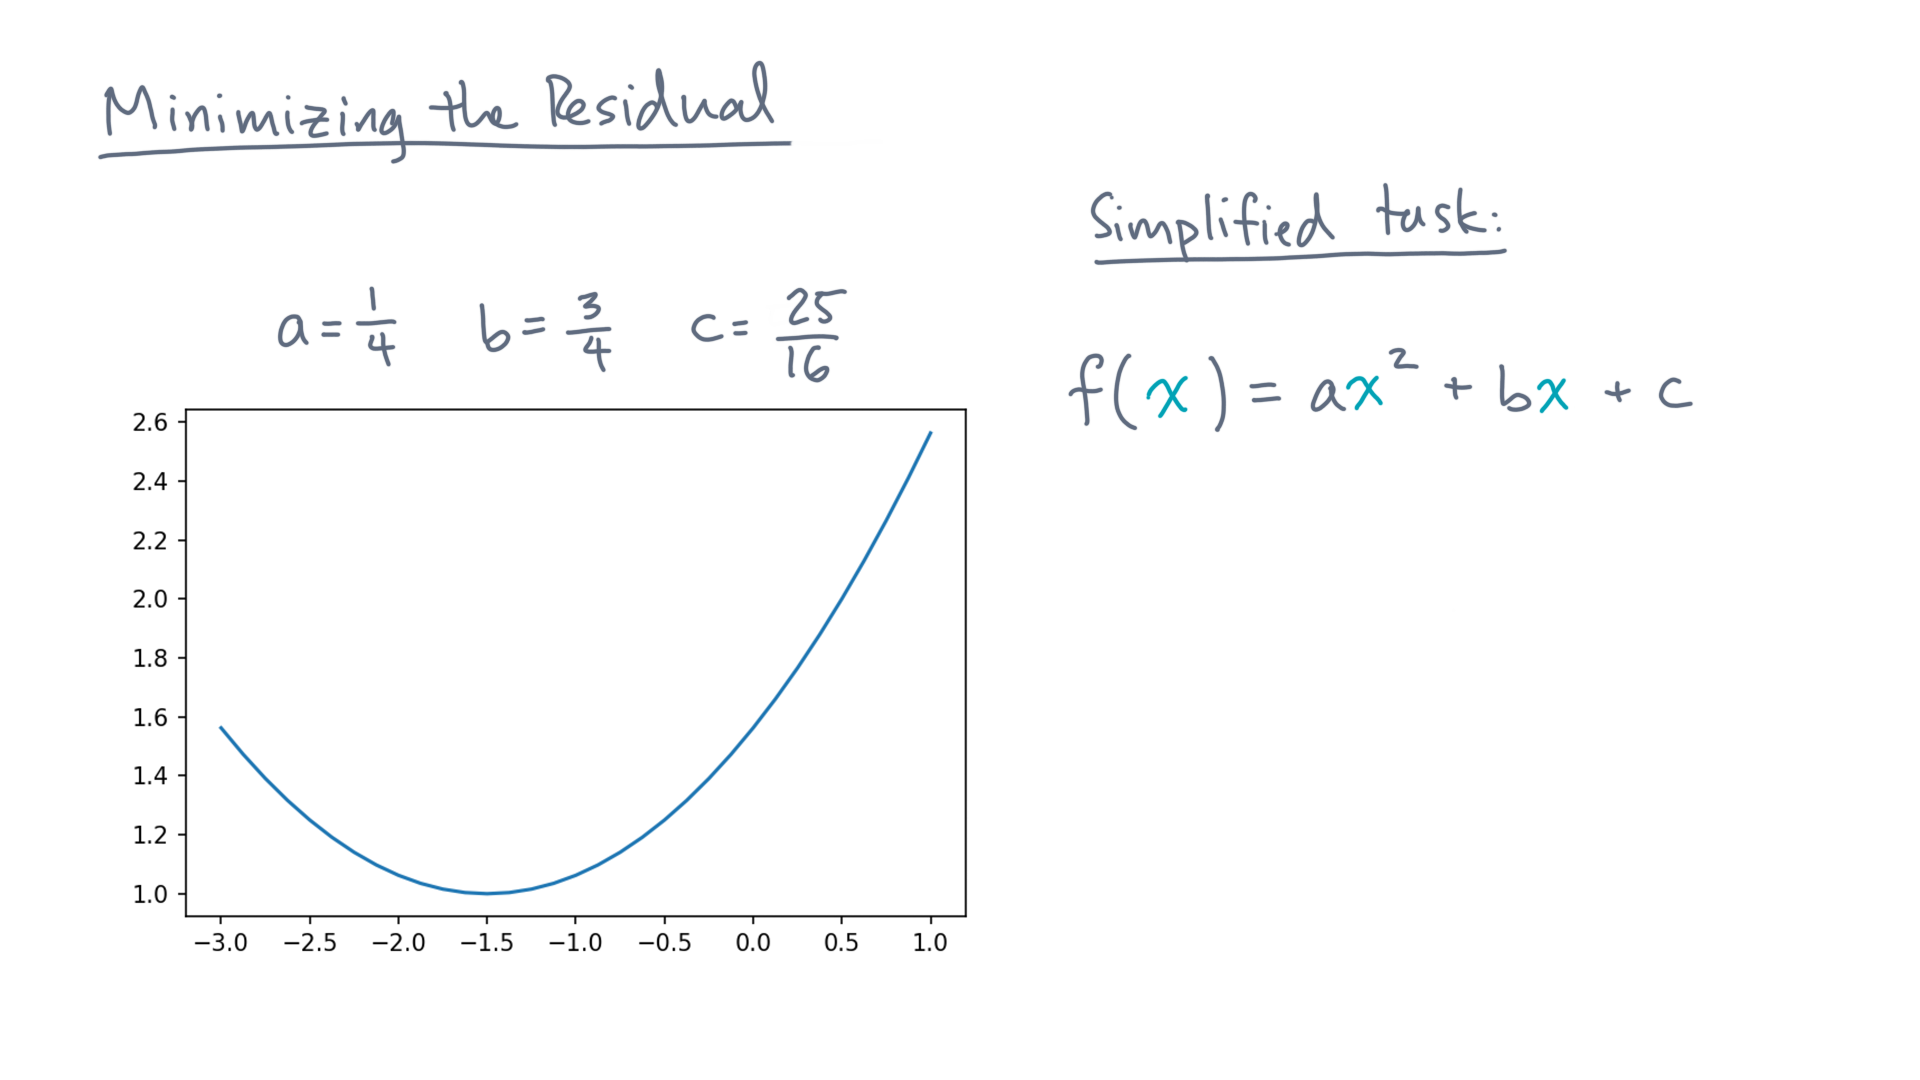 Minimizing the Residual
Simplified task:
a = 1/4 b = 3/4 c = 25/16
f(x) = ax² + bx + c
2.6
2.4
2.2
2.0
1.8
1.6
1.4
1.2
1.0
−3.0 −2.5 −2.0 −1.5 −1.0 −0.5 0.0 0.5 1.0